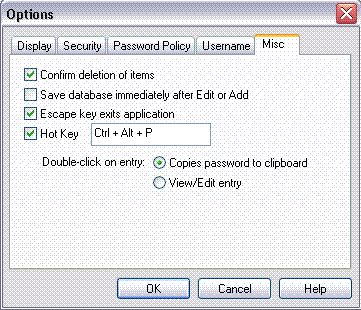 Options
Display Security Password Policy Username Misc
Confirm deletion of items
Save database immediately after Edit or Add
Escape key exits application
Hot Key Ctrl + Alt + P
Double-click on entry: Copies password to clipboard
View/Edit entry
OK Cancel Help